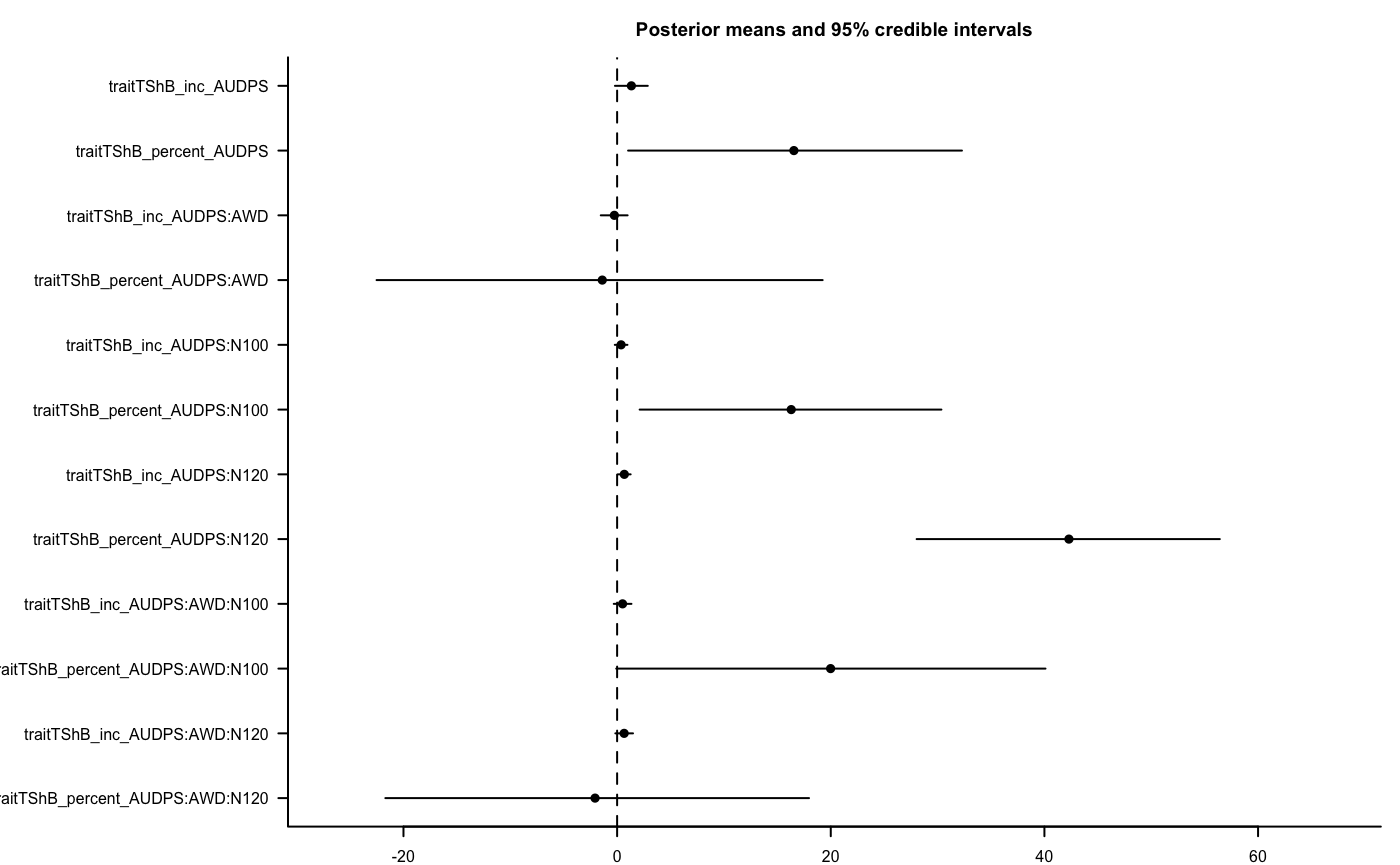 Posterior means and 95% credible intervals
traitTShB_inc_AUDPS
traitTShB_percent_AUDPS
traitTShB_inc_AUDPS:AWD
traitTShB_percent_AUDPS:AWD
traitTShB_inc_AUDPS:N100
traitTShB_percent_AUDPS:N100
traitTShB_inc_AUDPS:N120
traitTShB_percent_AUDPS:N120
traitTShB_inc_AUDPS:AWD:N100
raitTShB_percent_AUDPS:AWD:N100
traitTShB_inc_AUDPS:AWD:N120
raitTShB_percent_AUDPS:AWD:N120
-20 0 20 40 60